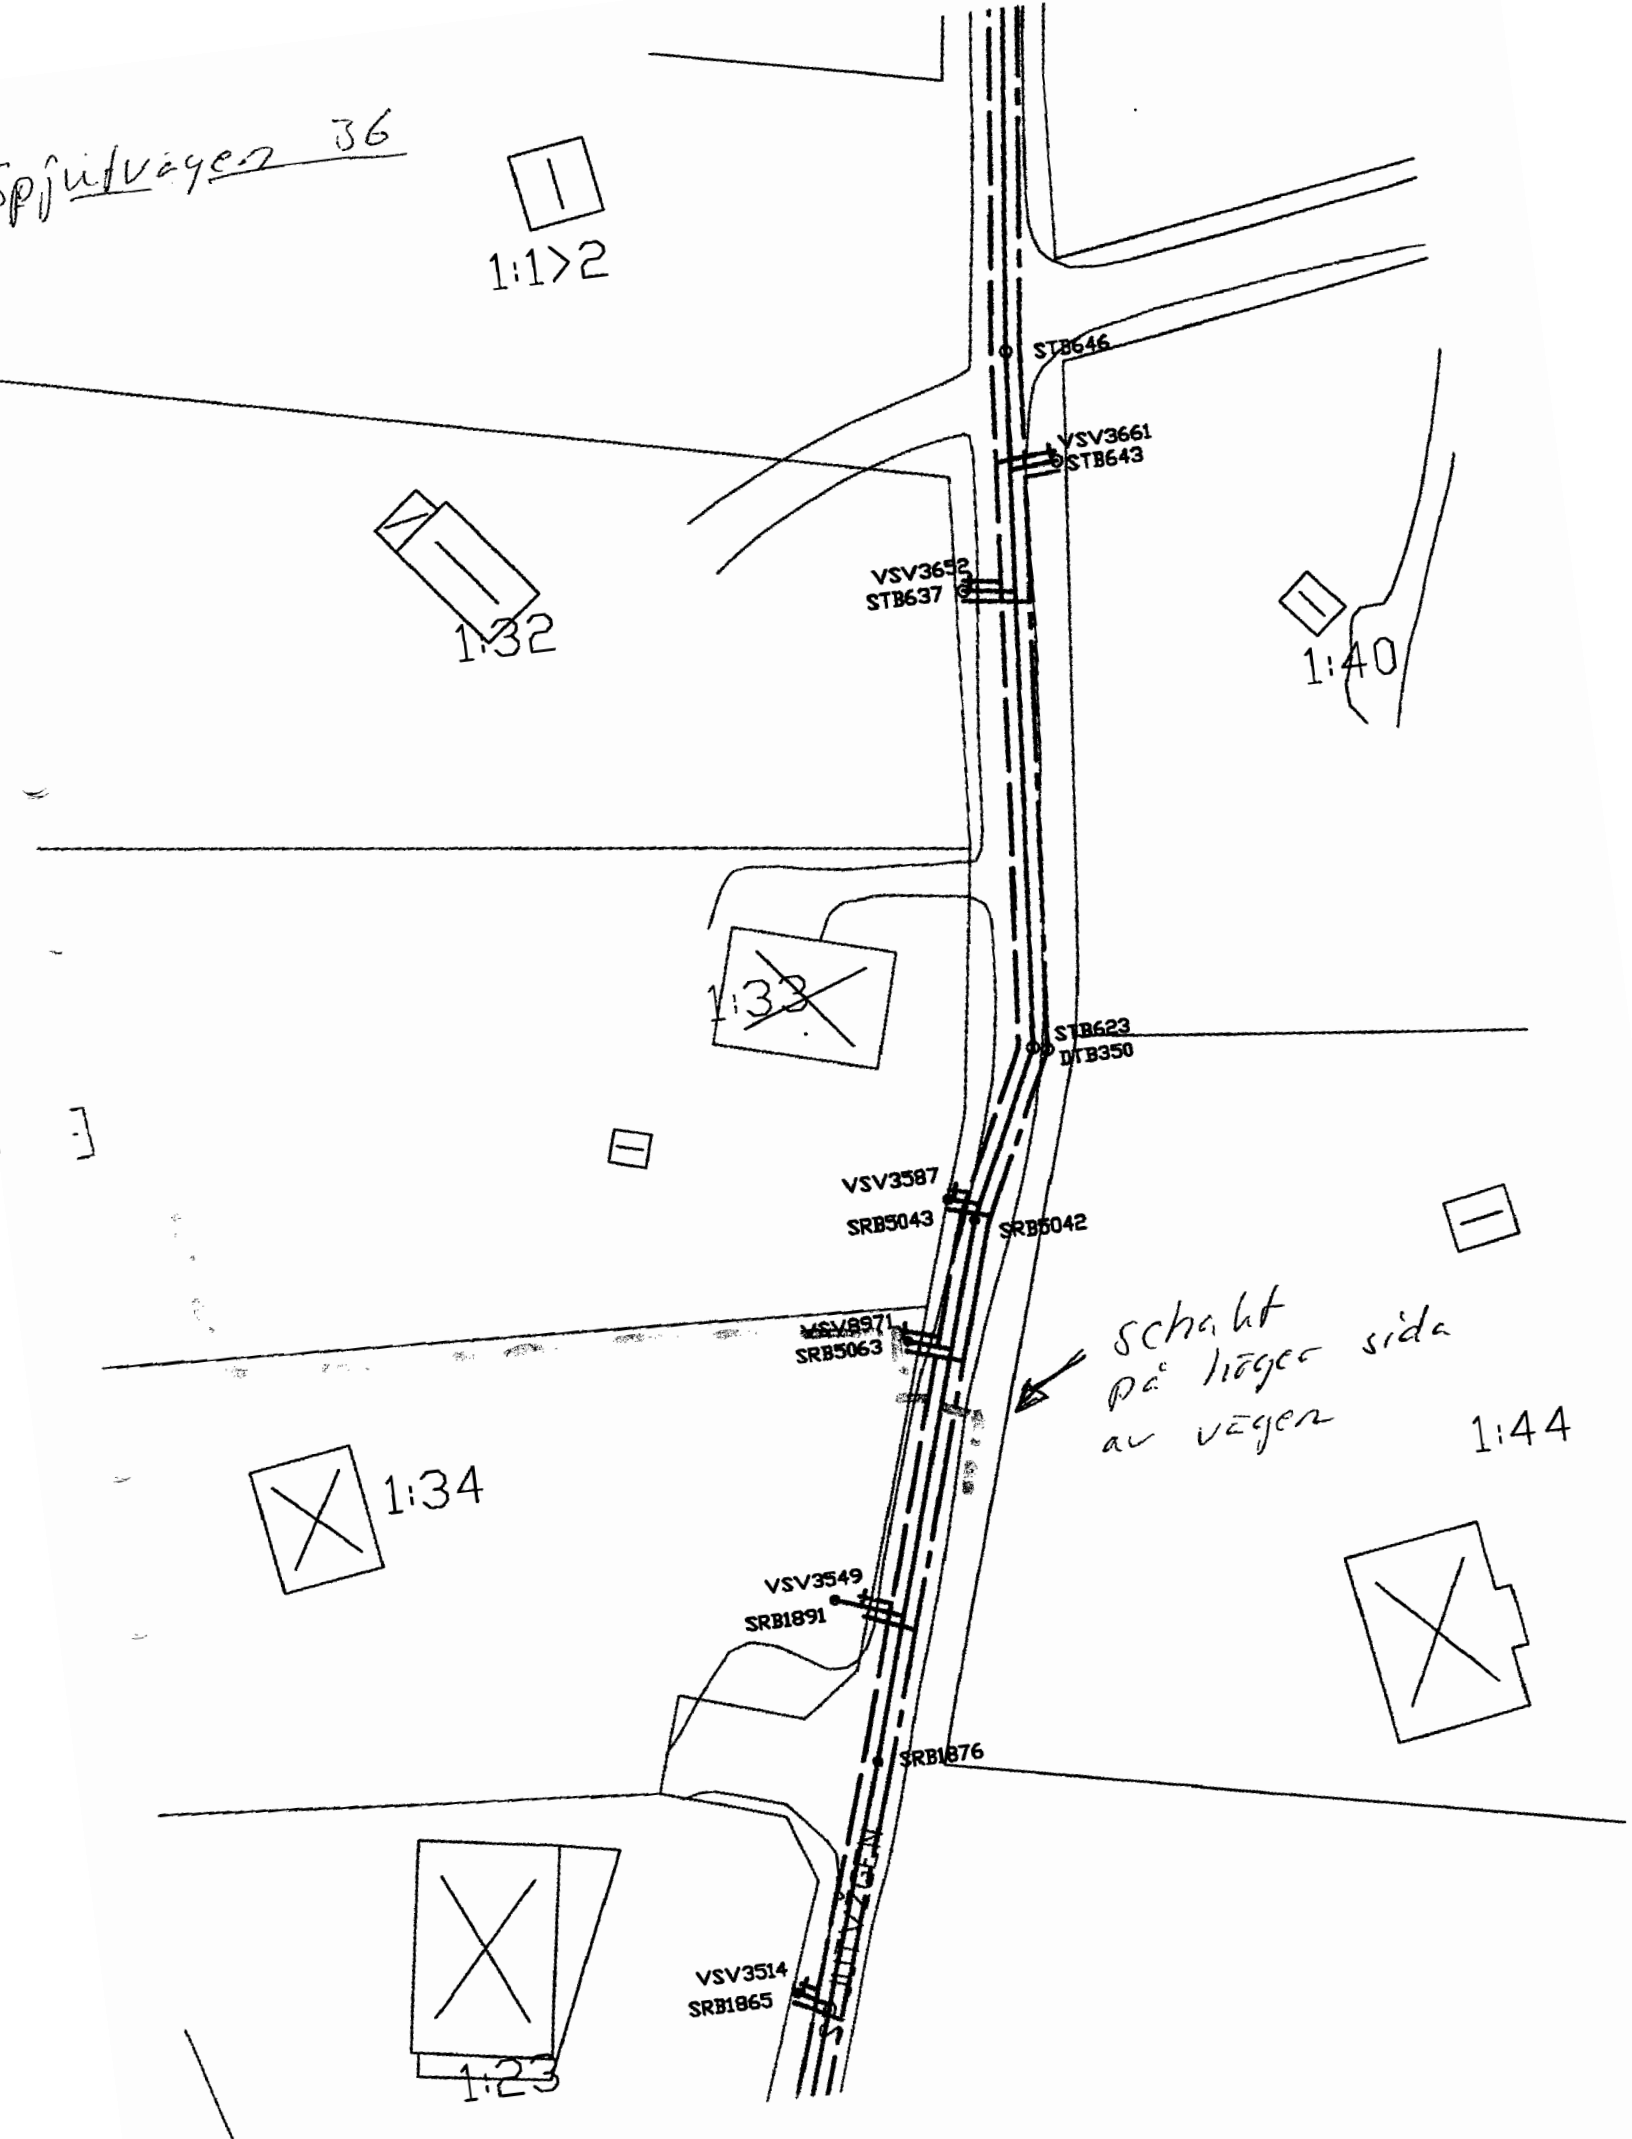 Spjutvägen 36
1:1>2
STB646
VSV3661
STB643
VSV3652
STB637
1:32
1:40
1:33
STB623
DTB350
VSV3587
SRB5043
SRB5042
VSV8971
SRB5063
schakt
på höger sida
av vägen
1:44
1:34
VSV3549
SRB1891
SRB1876
SPJUTVÄGEN
VSV3514
SRB1865
1:23